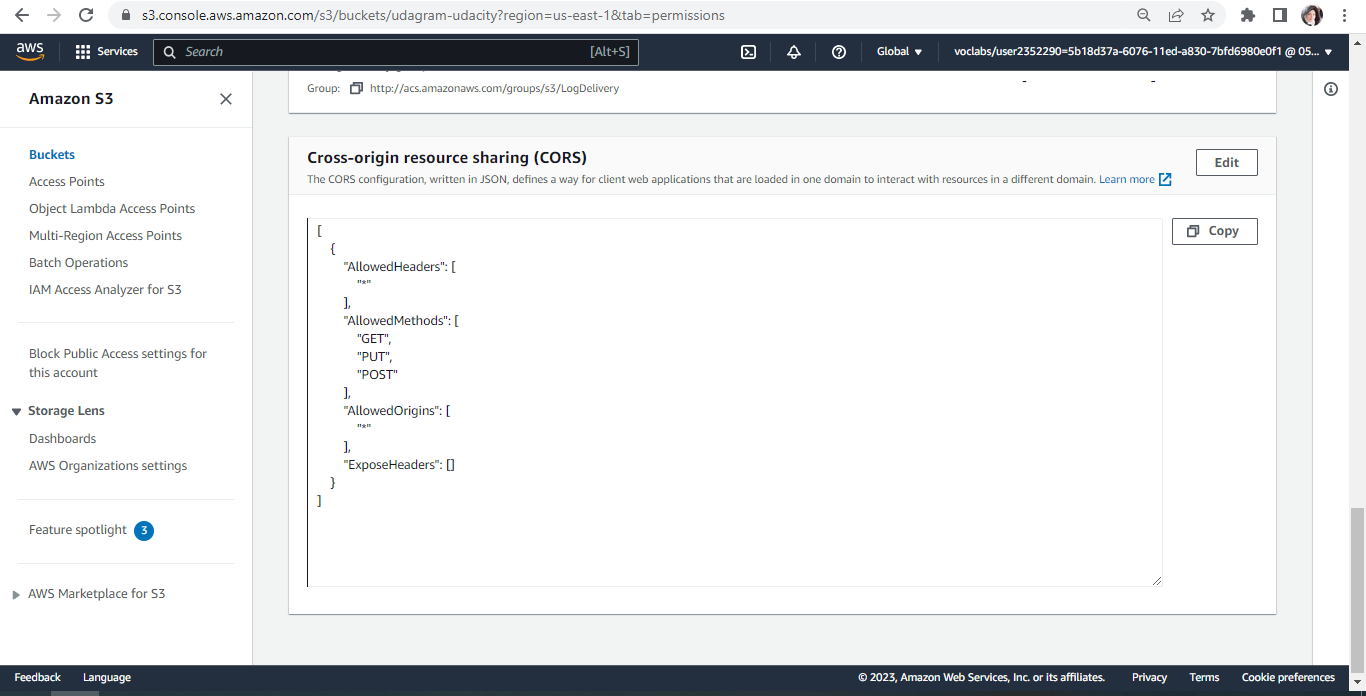 s3.console.aws.amazon.com/s3/buckets/udagram-udacity?region=us-east-1&tab=permissions
aws
Services
Search
[Alt+S]
Global
voclabs/user2352290=5b18d37a-6076-11ed-a830-7bfd6980e0f1 @ 05...
Amazon S3
Buckets
Access Points
Object Lambda Access Points
Multi-Region Access Points
Batch Operations
IAM Access Analyzer for S3
Block Public Access settings for
this account
Storage Lens
Dashboards
AWS Organizations settings
Feature spotlight 3
AWS Marketplace for S3
Group: http://acs.amazonaws.com/groups/s3/LogDelivery
- -
Cross-origin resource sharing (CORS)
The CORS configuration, written in JSON, defines a way for client web applications that are loaded in one domain to interact with resources in a different domain. Learn more
Edit
Copy
[
{
"AllowedHeaders": [
"*"
],
"AllowedMethods": [
"GET",
"PUT",
"POST"
],
"AllowedOrigins": [
"*"
],
"ExposeHeaders": []
}
]
Feedback Language
© 2023, Amazon Web Services, Inc. or its affiliates. Privacy Terms Cookie preferences